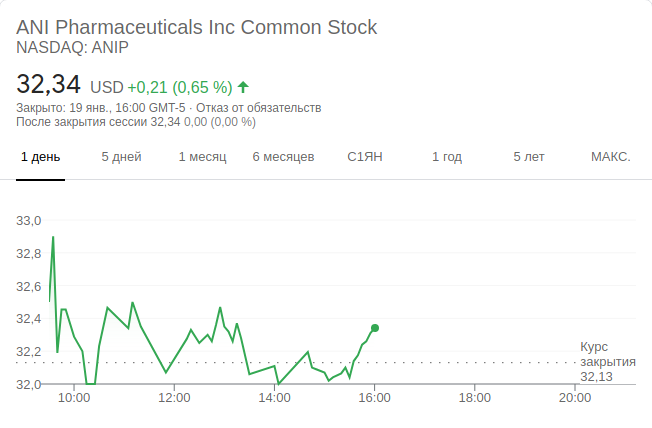 ANI Pharmaceuticals Inc Common Stock
NASDAQ: ANIP
32,34 USD +0,21 (0,65 %)
Закрыто: 19 янв., 16:00 GMT-5 · Отказ от обязательств
После закрытия сессии 32,34 0,00 (0,00 %)
1 день 5 дней 1 месяц 6 месяцев С1ЯН 1 год 5 лет МАКС.
33,0
32,8
32,6
32,4
32,2
32,0
Курс
закрытия
32,13
10:00 12:00 14:00 16:00 18:00 20:00